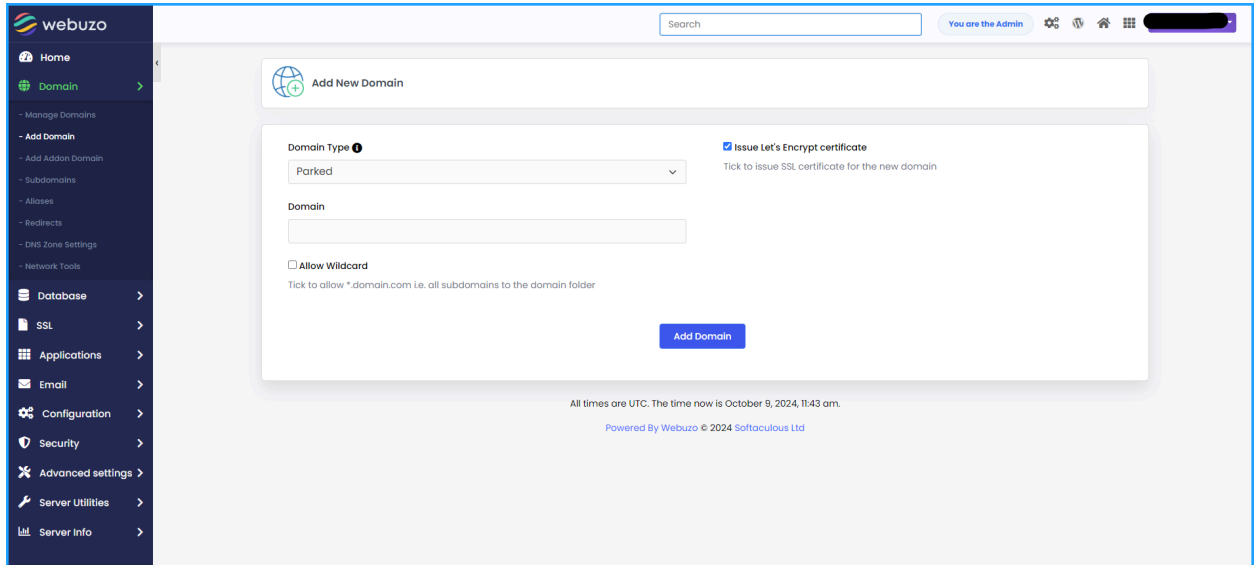 webuzo
Search
You are the Admin
Home
Domain
- Manage Domains
- Add Domain
- Add Addon Domain
- Subdomains
- Aliases
- Redirects
- DNS Zone Settings
- Network Tools
Database
SSL
Applications
Email
Configuration
Security
Advanced settings
Server Utilities
Server Info
Add New Domain
Domain Type
Parked
Domain
Allow Wildcard
Tick to allow *.domain.com i.e. all subdomains to the domain folder
Issue Let's Encrypt certificate
Tick to issue SSL certificate for the new domain
Add Domain
All times are UTC. The time now is October 9, 2024, 11:43 am.
Powered By Webuzo © 2024 Softaculous Ltd